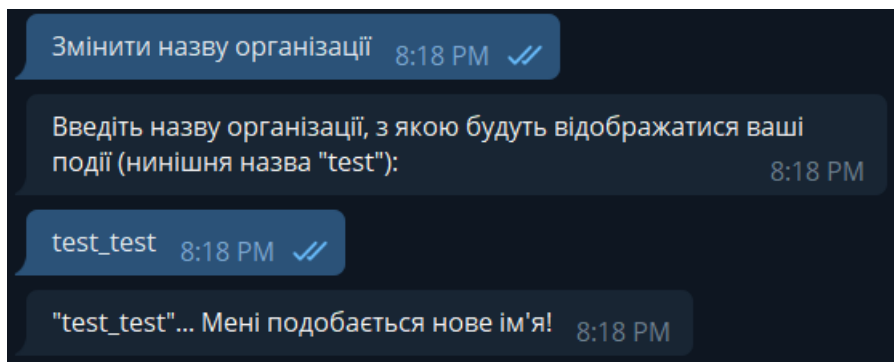 Змінити назву організації 8:18 PM
Введіть назву організації, з якою будуть відображатися ваші
події (нинішня назва "test"): 8:18 PM
test_test 8:18 PM
"test_test"... Мені подобається нове ім'я! 8:18 PM